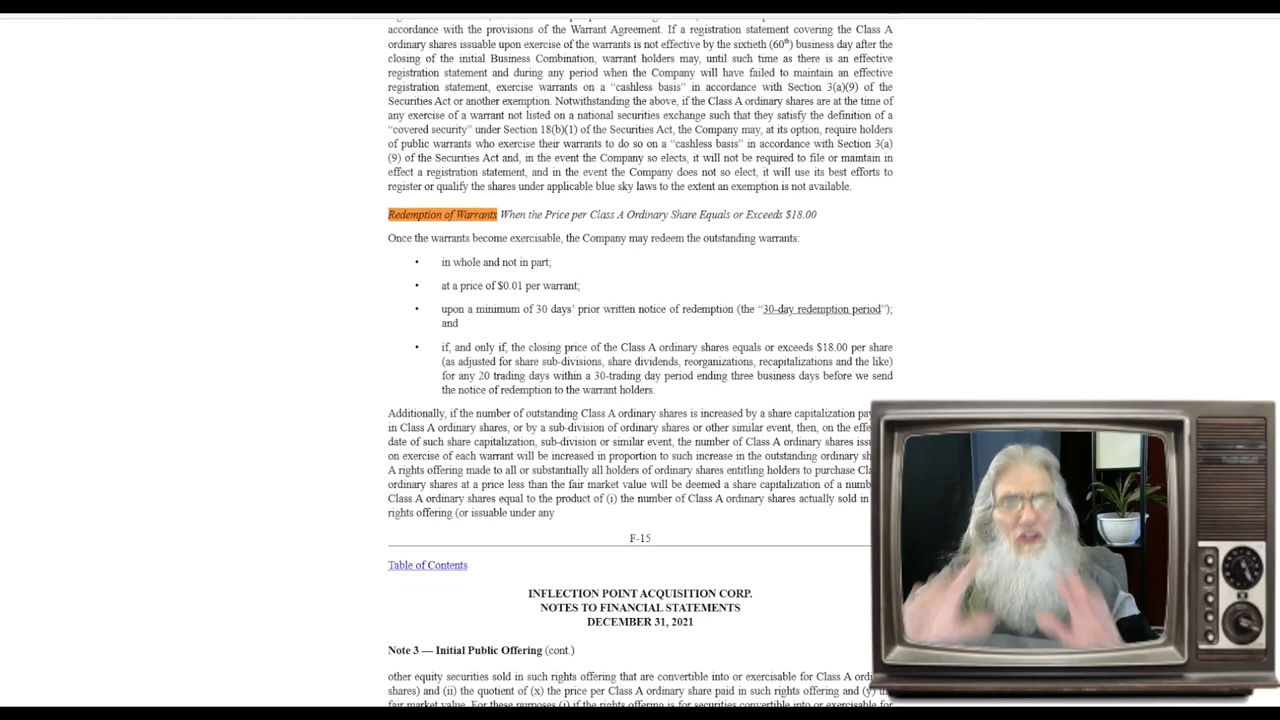 accordance with the provisions of the Warrant Agreement. If a registration statement covering the Class A
ordinary shares issuable upon exercise of the warrants is not effective by the sixtieth (60th) business day after the
closing of the initial Business Combination, warrant holders may, until such time as there is an effective
registration statement and during any period when the Company will have failed to maintain an effective
registration statement, exercise warrants on a “cashless basis” in accordance with Section 3(a)(9) of the
Securities Act or another exemption. Notwithstanding the above, if the Class A ordinary shares are at the time of
any exercise of a warrant not listed on a national securities exchange such that they satisfy the definition of a
“covered security” under Section 18(b)(1) of the Securities Act, the Company may, at its option, require holders
of public warrants who exercise their warrants to do so on a “cashless basis” in accordance with Section 3(a)
(9) of the Securities Act and, in the event the Company so elects, it will not be required to file or maintain in
effect a registration statement, and in the event the Company does not so elect, it will use its best efforts to
register or qualify the shares under applicable blue sky laws to the extent an exemption is not available.
Redemption of Warrants When the Price per Class A Ordinary Share Equals or Exceeds $18.00
Once the warrants become exercisable, the Company may redeem the outstanding warrants:
• in whole and not in part;
• at a price of $0.01 per warrant;
• upon a minimum of 30 days’ prior written notice of redemption (the “30-day redemption period”);
and
• if, and only if, the closing price of the Class A ordinary shares equals or exceeds $18.00 per share
(as adjusted for share sub-divisions, share dividends, reorganizations, recapitalizations and the like)
for any 20 trading days within a 30-trading day period ending three business days before we send
the notice of redemption to the warrant holders.
Additionally, if the number of outstanding Class A ordinary shares is increased by a share capitalization
in Class A ordinary shares, or by a sub-division of ordinary shares or other similar event, then, on the
date of such share capitalization, sub-division or similar event, the number of Class A ordinary shares
on exercise of each warrant will be increased in proportion to such increase in the outstanding ordinary
A rights offering made to all or substantially all holders of ordinary shares entitling holders to purchase
ordinary shares at a price less than the fair market value will be deemed a share capitalization of a
Class A ordinary shares equal to the product of (i) the number of Class A ordinary shares actually sold in
rights offering (or issuable under any
F-15
Table of Contents
INFLECTION POINT ACQUISITION CORP.
NOTES TO FINANCIAL STATEMENTS
DECEMBER 31, 2021
Note 3 — Initial Public Offering (cont.)
other equity securities sold in such rights offering that are convertible into or exercisable for Class A
shares) and (ii) the quotient of (x) the price per Class A ordinary share paid in such rights offering and (y)
fair market value. For these purposes (i) if the rights offering is for securities convertible into or exercisable for